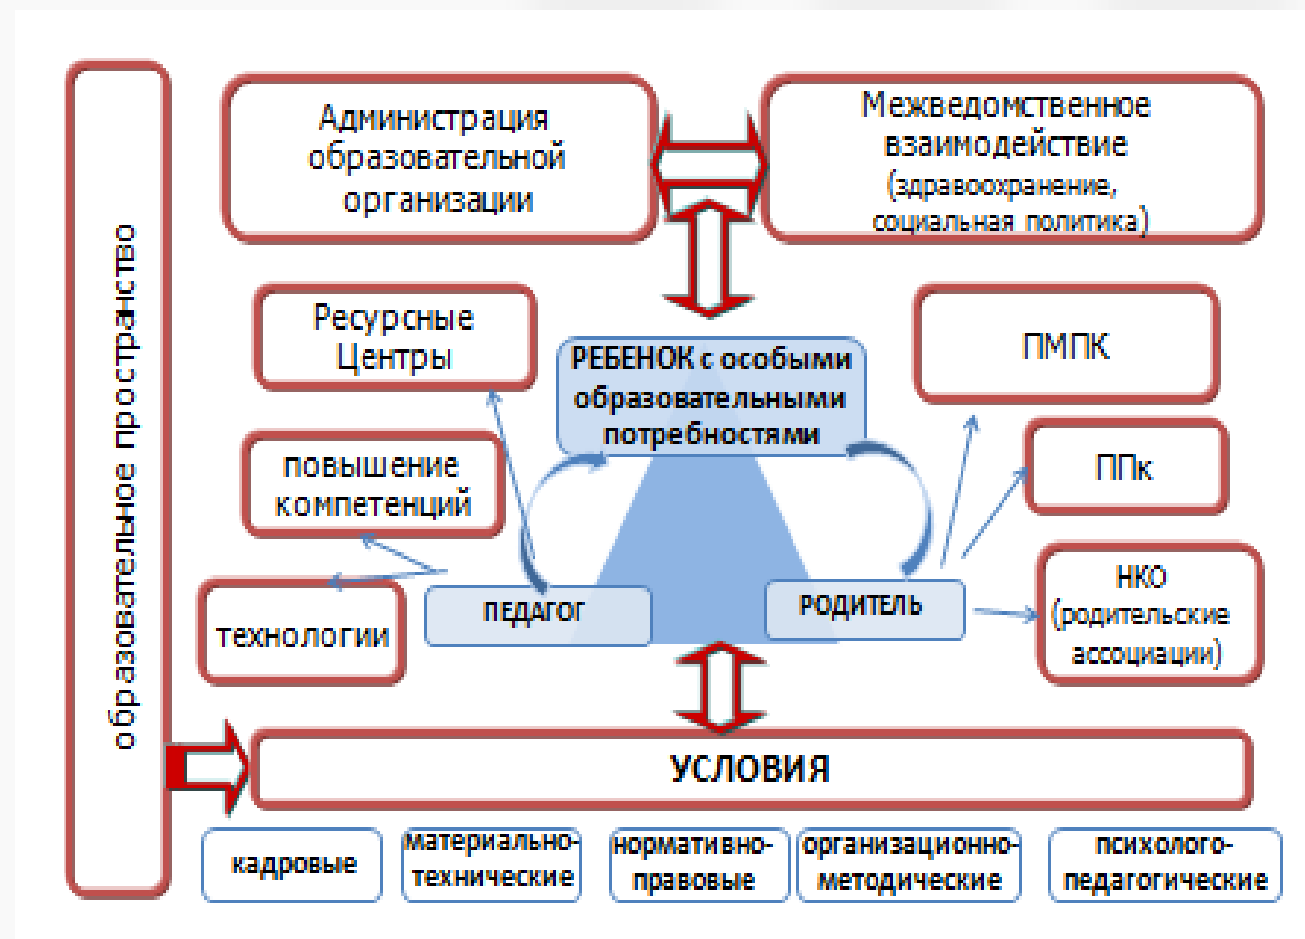 образовательное пространство
Администрация
образовательной
организации
Межведомственное
взаимодействие
(здравоохранение,
социальная политика)
Ресурсные
Центры
РЕБЕНОК с особыми
образовательными
потребностями
ПМПК
повышение
компетенций
ППк
технологии
ПЕДАГОГ
РОДИТЕЛЬ
НКО
(родительские
ассоциации)
УСЛОВИЯ
кадровые
материально-
технические
нормативно-
правовые
организационно-
методические
психолого-
педагогические